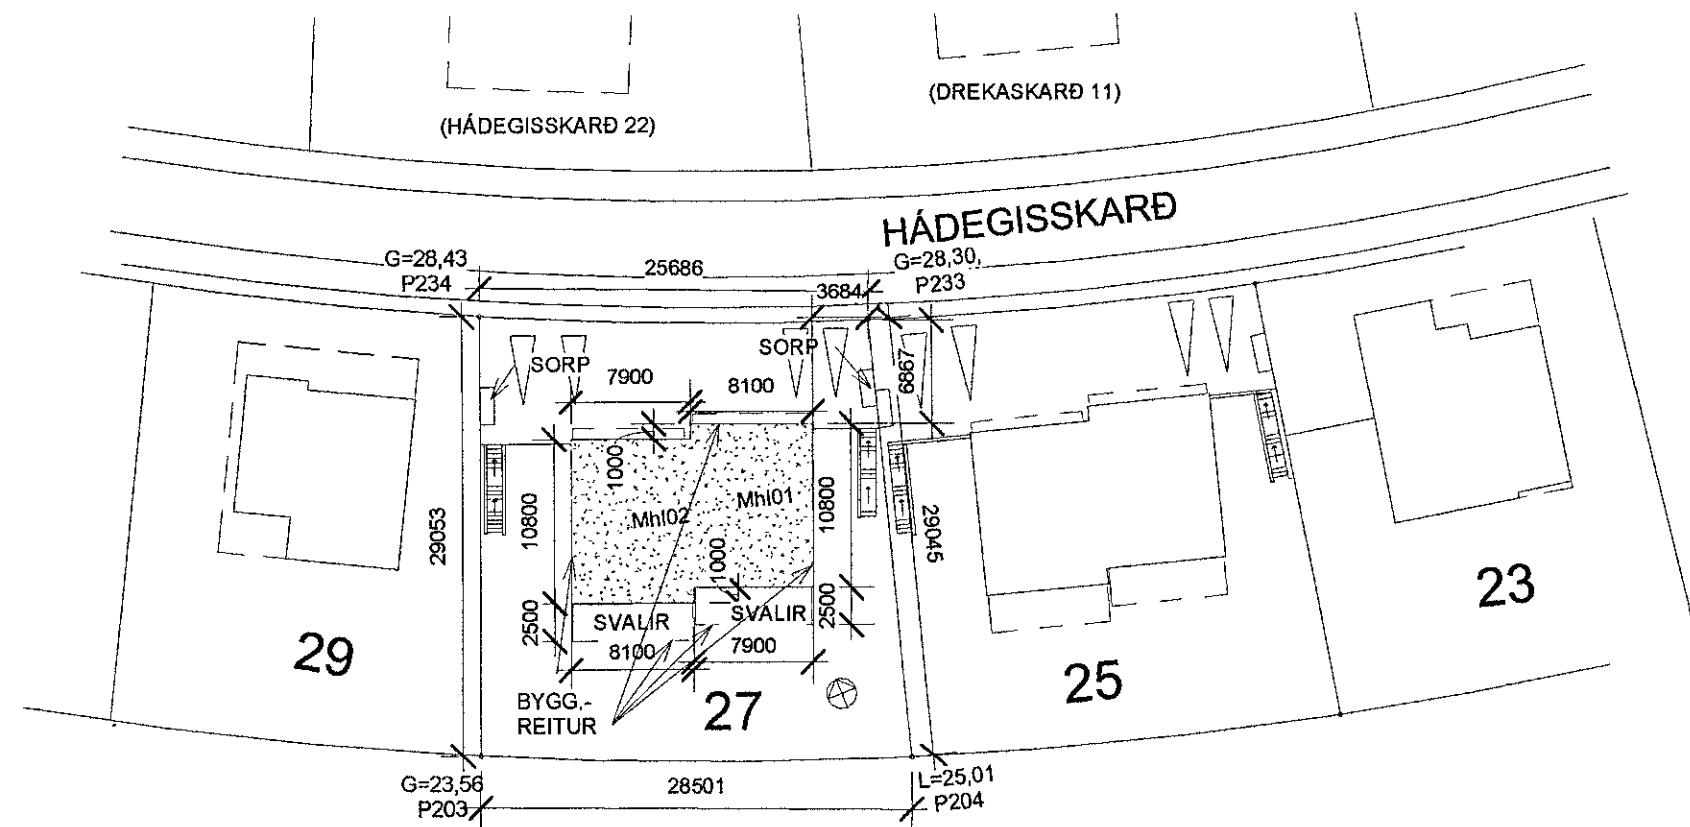 (HÁDEGISSKARÐ 22)
(DREKASKARÐ 11)
HÁDEGISSKARÐ
G=28,43
P234
25686
G=28,30,
P233
3684
SORP
SORP
7900
8100
6867
1000
Mhl02
Mhl01
10800
10800
29053
29045
1000
2500
2500
SVALIR
SVALIR
8100
7900
29
27
25
23
BYGG.-
REITUR
G=23,56
P203
28501
L=25,01
P204